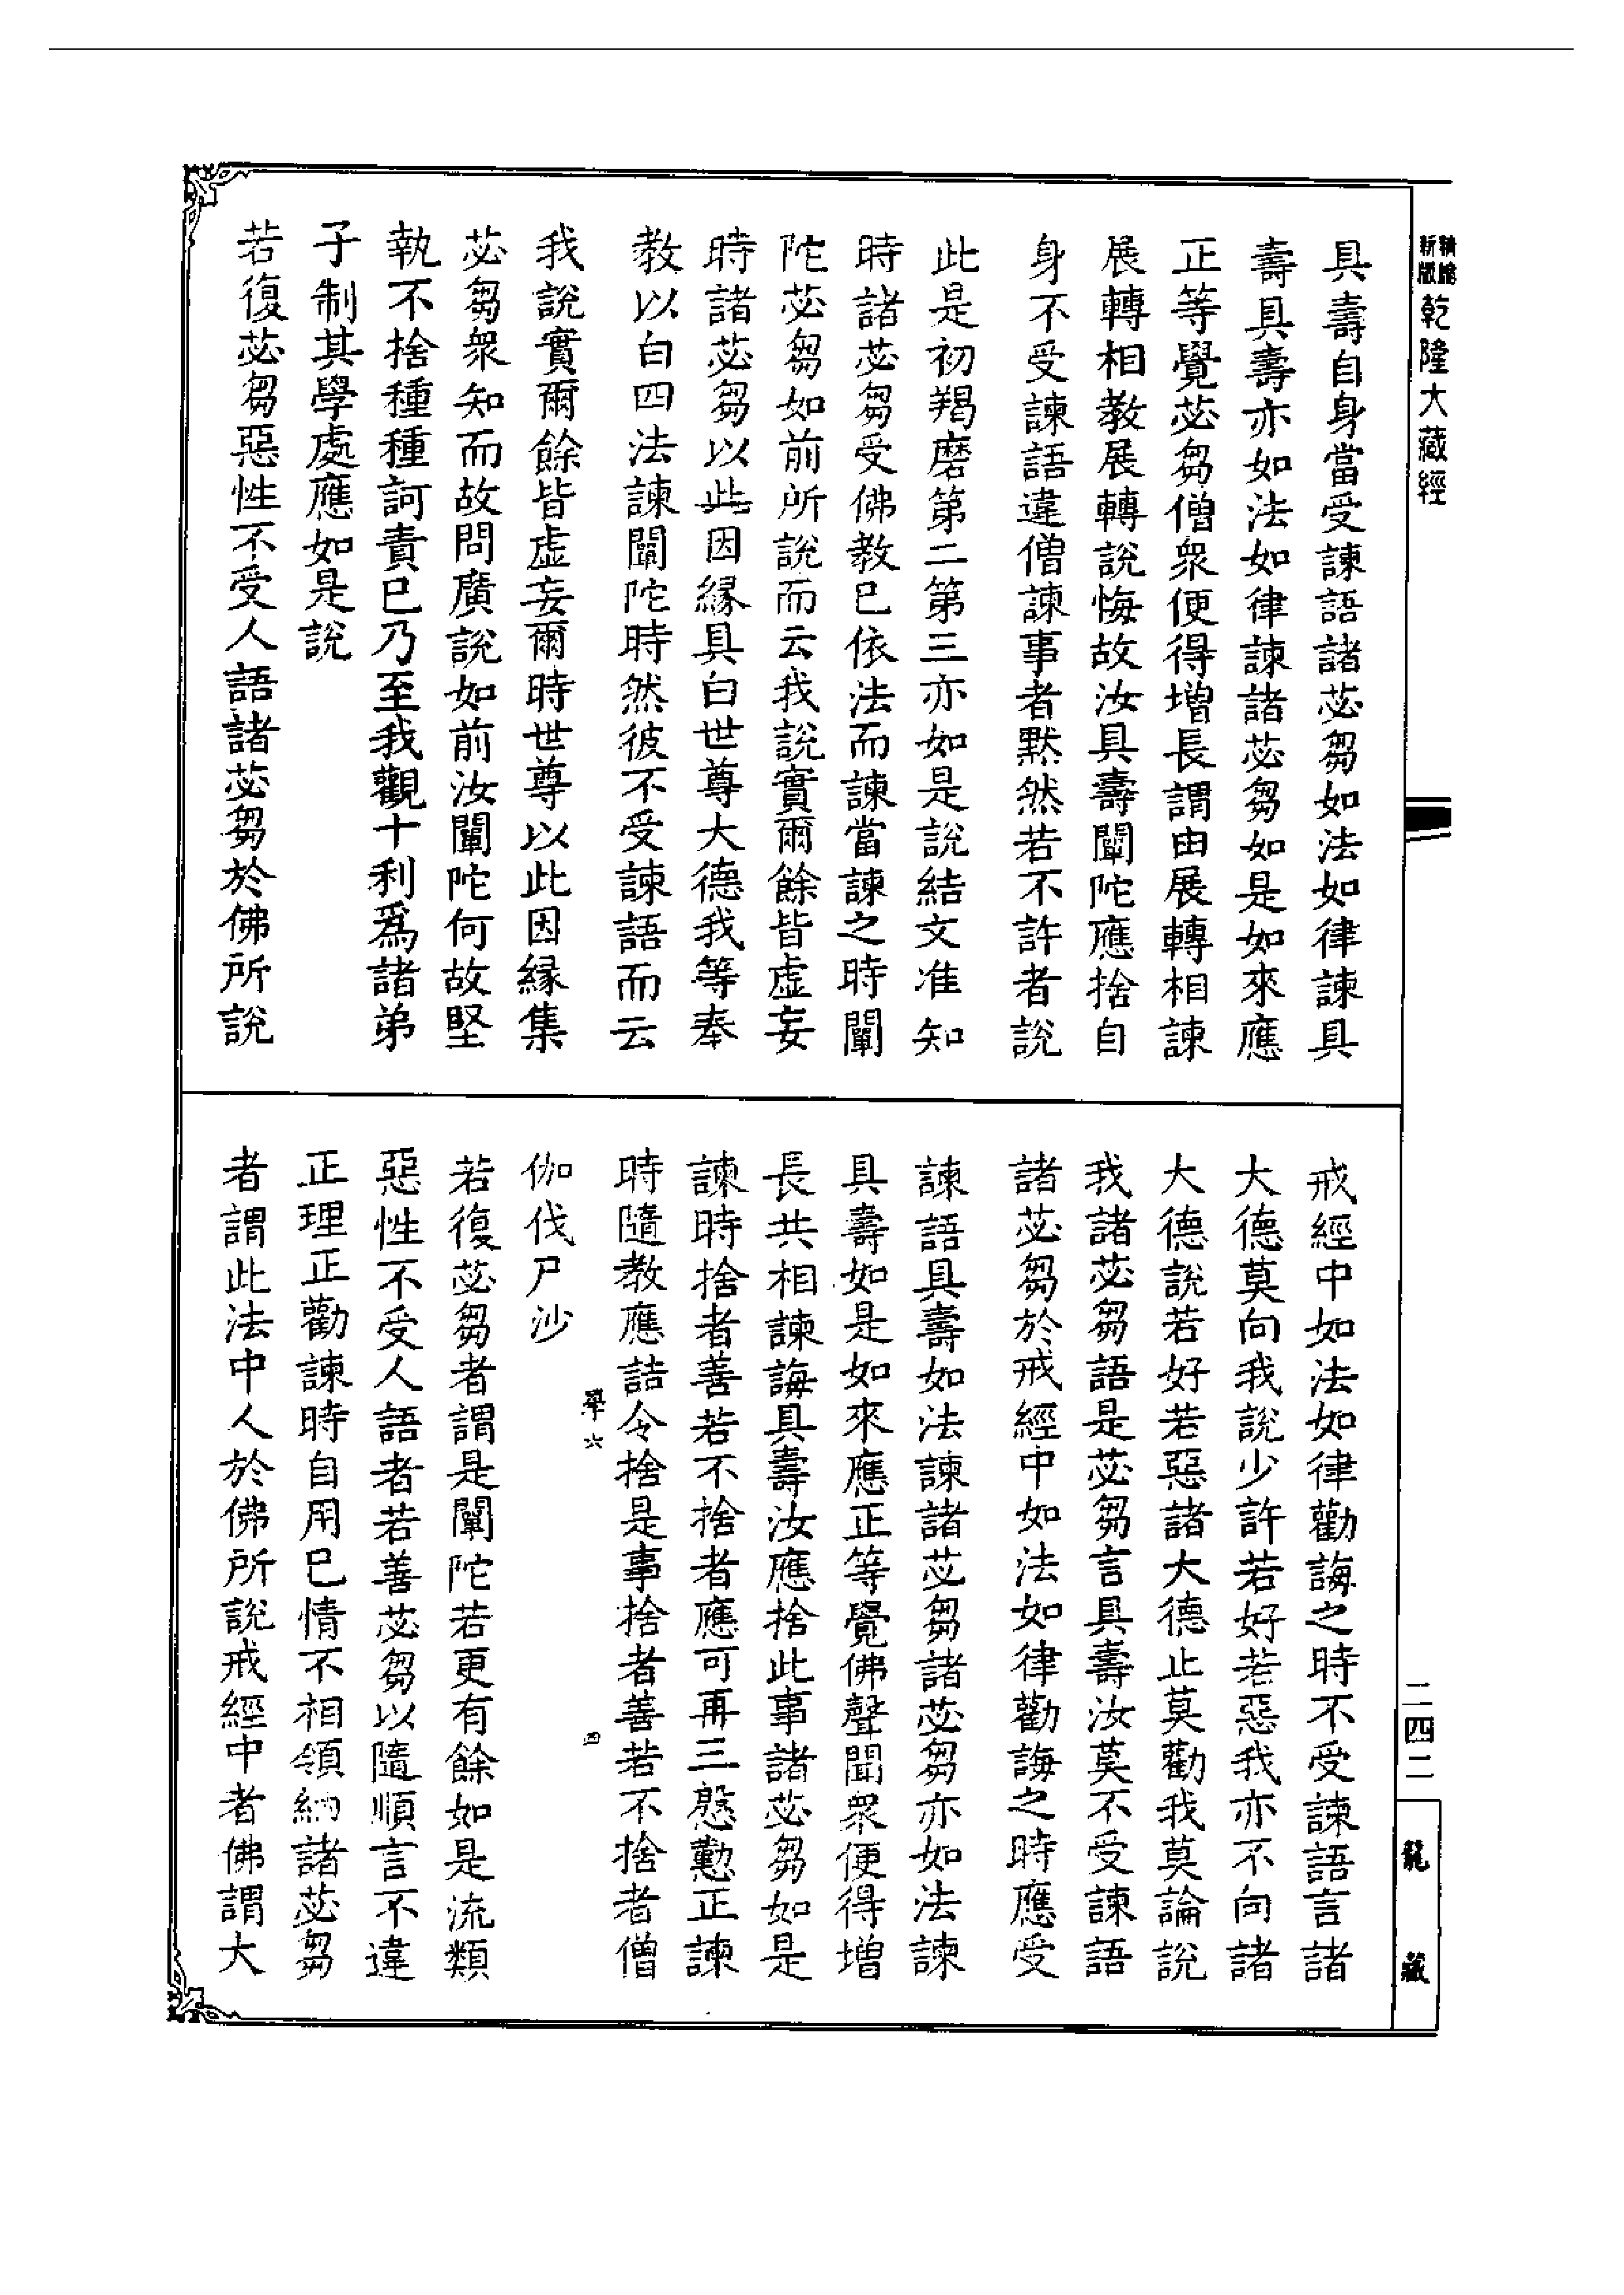 精繪
新版
乾隆大藏經
具壽自身當受諫語諸苾芻如法如律諫具
壽具壽亦如法如律諫諸苾芻如是如來應
正等覺苾芻僧衆便得增長謂由展轉相諫
展轉相教展轉說悔故汝具壽闡陀應捨自
身不受諫語違僧諫事者默然若不許者說
此是初羯磨第二第三亦如是說結文准知
時諸苾芻受佛教已依法而諫當諫之時闡
陀苾芻如前所說而云我說實爾餘皆虛妄
時諸苾芻以此因緣具白世尊大德我等奉
教以白四法諫闡陀時然彼不受諫語而云
我說實爾餘皆虛妄爾時世尊以此因緣集
苾芻衆知而故問廣說如前汝闡陀何故堅
執不捨種種訶責已乃至我觀十利爲諸弟
子制其學處應如是說
若復苾芻惡性不受人語諸苾芻於佛所說
戒經中如法如律勸誨之時不受諫語言諸
大德莫向我說少許若好若惡我亦不向諸
大德說若好若惡諸大德止莫勸我莫論說
我諸苾芻語是苾芻言具壽汝莫不受諫語
諸苾芻於戒經中如法如律勸誨之時應受
諫語具壽如法諫諸苾芻諸苾芻亦如法諫
具壽如是如來應正等覺佛聲聞衆便得增
長共相諫誨具壽汝應捨此事諸苾芻如是
諫時捨者善若不捨者應可再三慇懃正諫
時隨教應詰令捨是事捨者善若不捨者僧
伽伐尸沙
若復苾芻者謂是闡陀若更有餘如是流類
惡性不受人語者若善苾芻以隨順言不違
正理正勸諫時自用已情不相領納諸苾芻
者謂此法中人於佛所說戒經中者佛謂大
六
四
二四二
龍藏